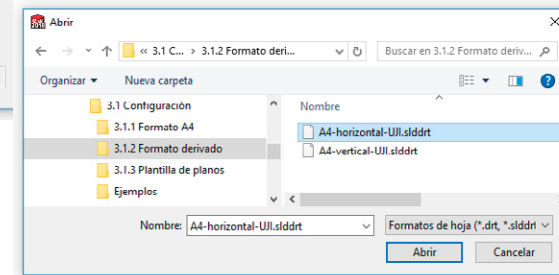 Abrir
« 3.1 C... › 3.1.2 Formato deri...
Buscar en 3.1.2 Formato deriv...
Organizar
Nueva carpeta
3.1 Configuración
3.1.1 Formato A4
3.1.2 Formato derivado
3.1.3 Plantilla de planos
Ejemplos
Nombre
A4-horizontal-UJI.slddrt
A4-vertical-UJI.slddrt
Nombre: A4-horizontal-UJI.slddrt
Formatos de hoja (*.drt, *.slddrt
Abrir
Cancelar